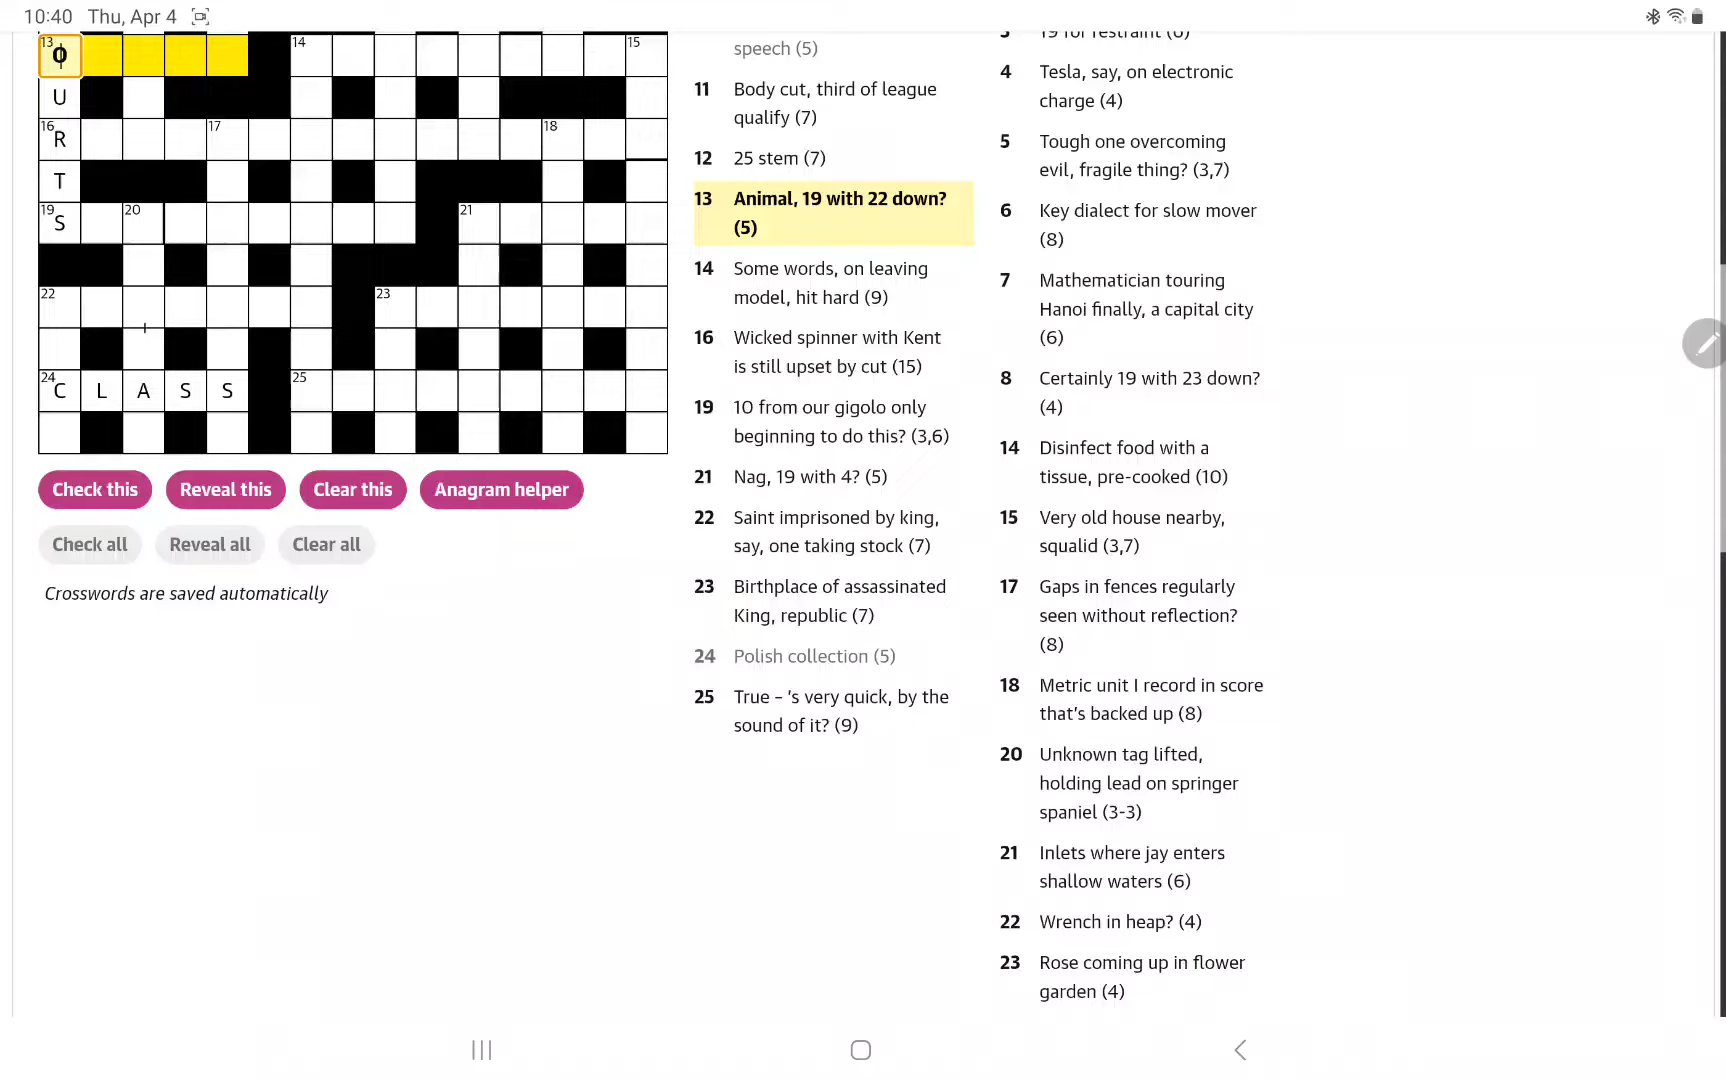 10:40 Thu, Apr 4
13 O 14 15
U
16 R 17 18
T
19 S 20 21
22 23
24 C L A S S 25
Check this Reveal this Clear this Anagram helper
Check all Reveal all Clear all
Crosswords are saved automatically
speech (5)
11 Body cut, third of league
qualify (7)
12 25 stem (7)
13 Animal, 19 with 22 down?
(5)
14 Some words, on leaving
model, hit hard (9)
16 Wicked spinner with Kent
is still upset by cut (15)
19 10 from our gigolo only
beginning to do this? (3,6)
21 Nag, 19 with 4? (5)
22 Saint imprisoned by king,
say, one taking stock (7)
23 Birthplace of assassinated
King, republic (7)
24 Polish collection (5)
25 True – ‘s very quick, by the
sound of it? (9)
3 19 for restraint (6)
4 Tesla, say, on electronic
charge (4)
5 Tough one overcoming
evil, fragile thing? (3,7)
6 Key dialect for slow mover
(8)
7 Mathematician touring
Hanoi finally, a capital city
(6)
8 Certainly 19 with 23 down?
(4)
14 Disinfect food with a
tissue, pre-cooked (10)
15 Very old house nearby,
squalid (3,7)
17 Gaps in fences regularly
seen without reflection?
(8)
18 Metric unit I record in score
that’s backed up (8)
20 Unknown tag lifted,
holding lead on springer
spaniel (3-3)
21 Inlets where jay enters
shallow waters (6)
22 Wrench in heap? (4)
23 Rose coming up in flower
garden (4)